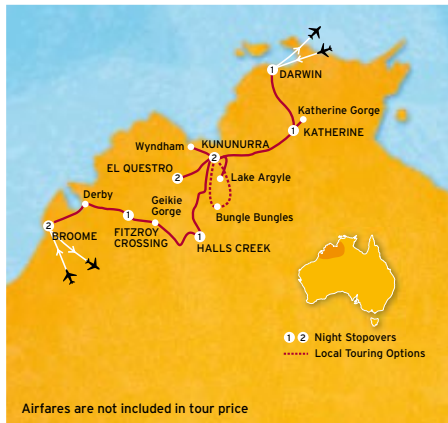 1
DARWIN
Katherine Gorge
1
KATHERINE
Wyndham
KUNUNURRA
2
EL QUESTRO
2
Lake Argyle
Derby
Geikie
Gorge
Bungle Bungles
2
BROOME
1
FITZROY
CROSSING
1
HALLS CREEK
1 2 Night Stopovers
Local Touring Options
Airfares are not included in tour price